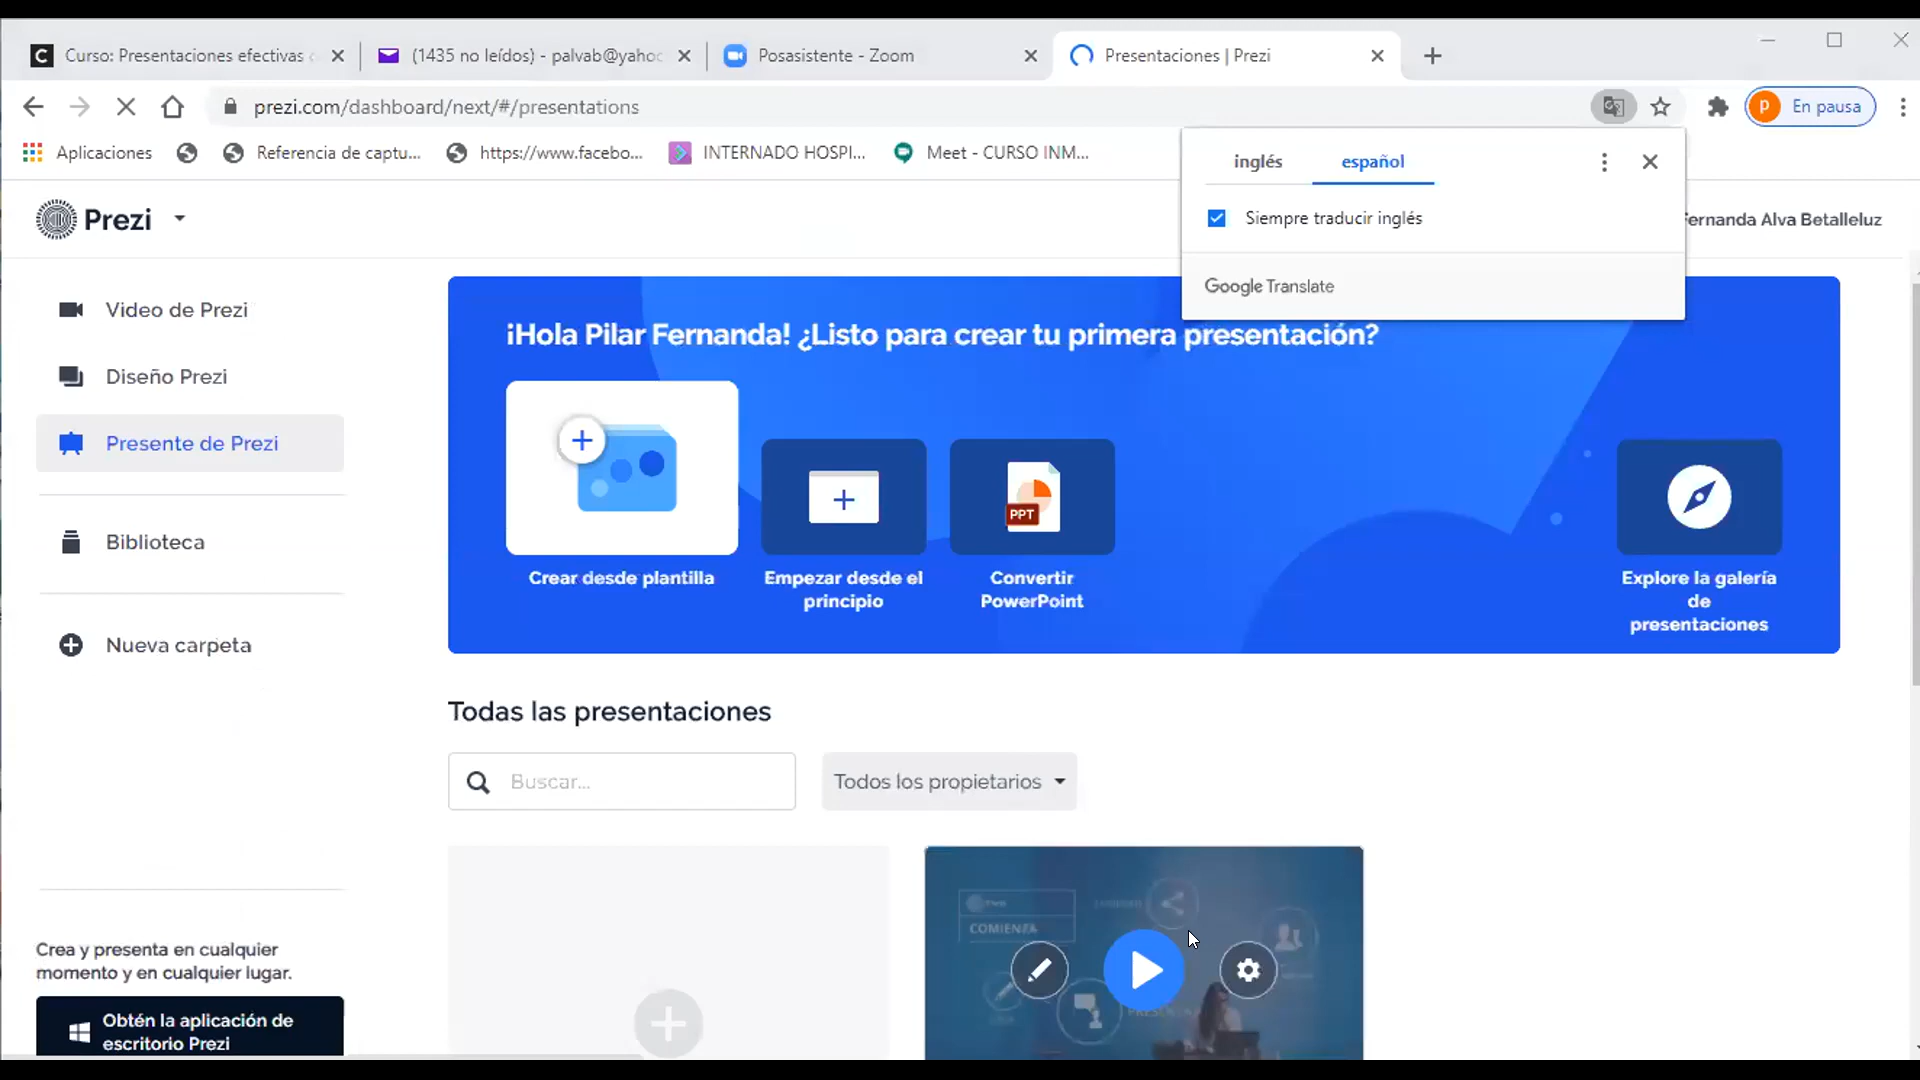 Curso: Presentaciones efectivas
(1435 no leídos) - palvab@yaho
Posasistente - Zoom
Presentaciones | Prezi
prezi.com/dashboard/next/#/presentations
P
En pausa
Aplicaciones
Referencia de captu...
https://www.facebo...
INTERNADO HOSPI...
Meet - CURSO INM...
inglés
español
Siempre traducir inglés
Google Translate
Prezi
Fernanda Alva Betalleluz
Video de Prezi
Diseño Prezi
Presente de Prezi
Biblioteca
Nueva carpeta
¡Hola Pilar Fernanda! ¿Listo para crear tu primera presentación?
PPT
Crear desde plantilla
Empezar desde el
principio
Convertir
PowerPoint
Explore la galería
de
presentaciones
Todas las presentaciones
Buscar...
Todos los propietarios
COMIENZA
Crea y presenta en cualquier
momento y en cualquier lugar.
Obtén la aplicación de
escritorio Prezi